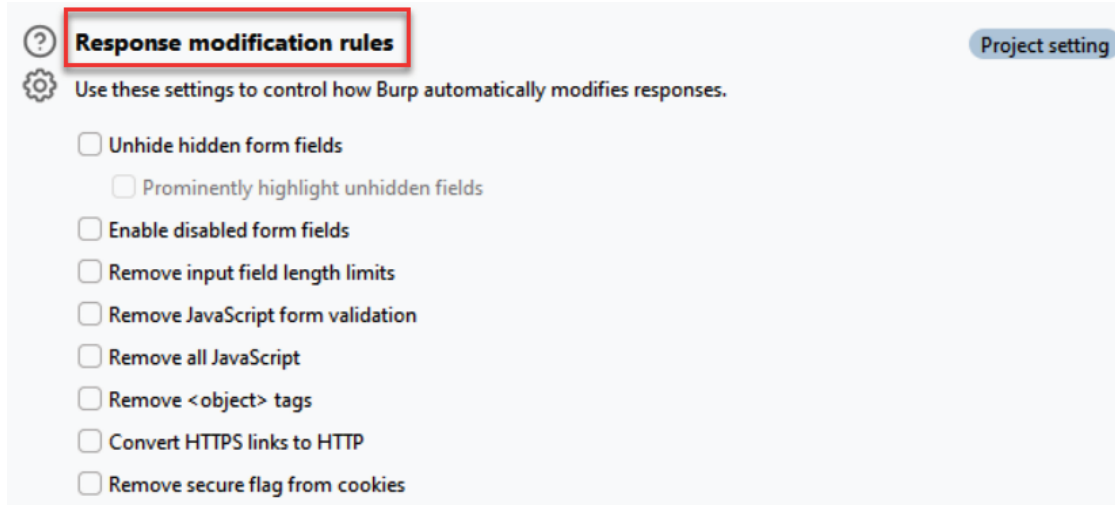 Response modification rules
Project setting
Use these settings to control how Burp automatically modifies responses.
Unhide hidden form fields
Prominently highlight unhidden fields
Enable disabled form fields
Remove input field length limits
Remove JavaScript form validation
Remove all JavaScript
Remove <object> tags
Convert HTTPS links to HTTP
Remove secure flag from cookies